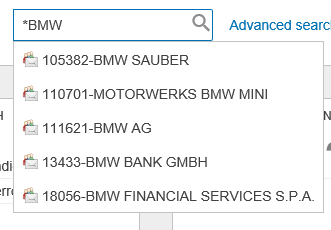 *BMW
Advanced searc
105382-BMW SAUBER
110701-MOTORWERKS BMW MINI
111621-BMW AG
13433-BMW BANK GMBH
18056-BMW FINANCIAL SERVICES S.P.A.